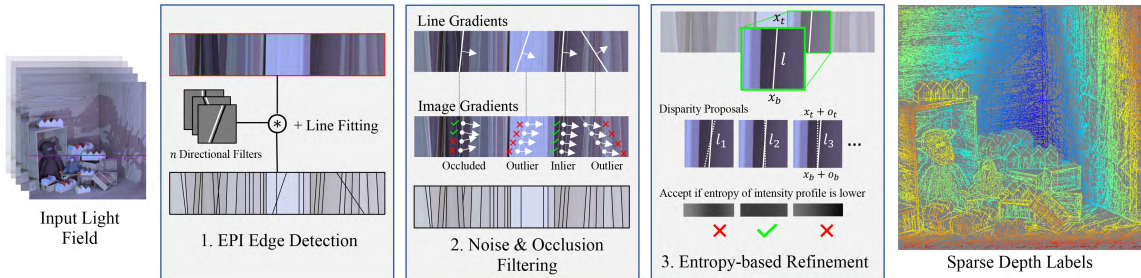 Input Light
Field
n Directional Filters
*
+ Line Fitting
1. EPI Edge Detection
Line Gradients
Image Gradients
Occluded
Outlier
Inlier
Outlier
2. Noise & Occlusion
Filtering
x_t
l
x_b
Disparity Proposals
x_t + o_t
l_1
l_2
l_3
...
x_b + o_b
Accept if entropy of intensity profile is lower
3. Entropy-based Refinement
Sparse Depth Labels